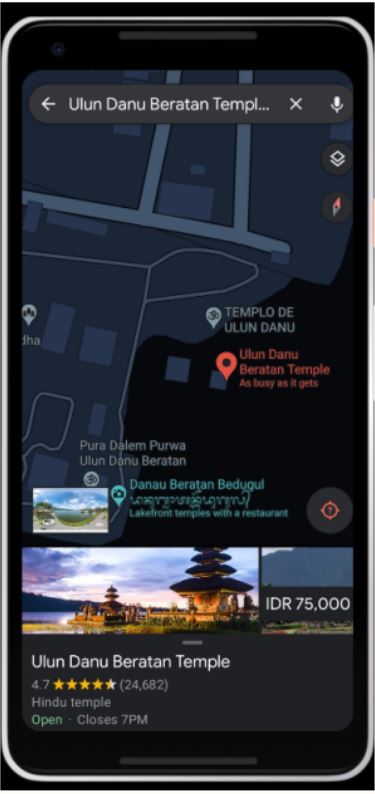 Ulun Danu Beratan Templ...
TEMPLO DE
ULUN DANU
dha
Ulun Danu
Beratan Temple
As busy as it gets
Pura Dalem Purwa
Ulun Danu Beratan
Danau Beratan Bedugul
Lakefront temples with a restaurant
IDR 75,000
Ulun Danu Beratan Temple
4.7 ★★★★★ (24,682)
Hindu temple
Open · Closes 7PM